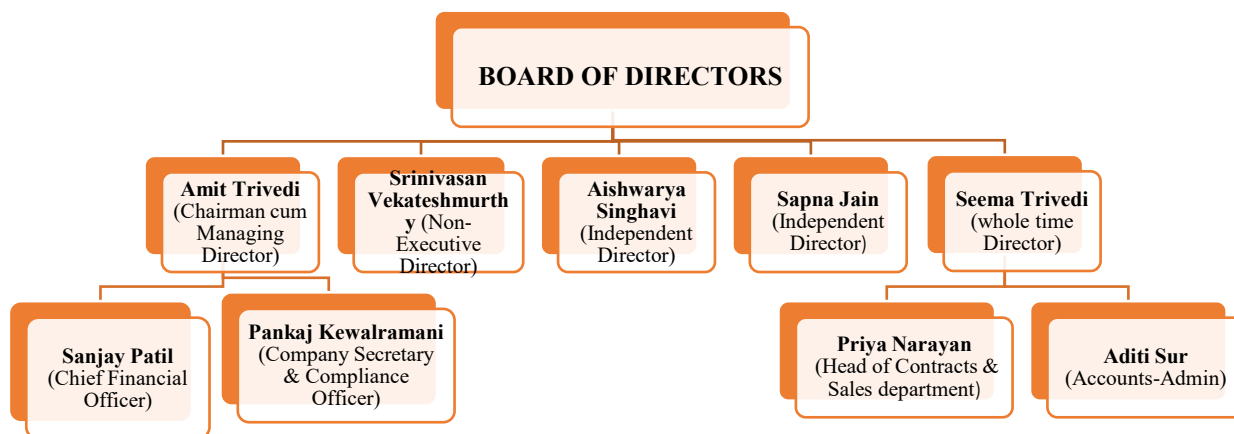 BOARD OF DIRECTORS
Amit Trivedi
(Chairman cum
Managing
Director)
Srinivasan
Vekateshmurth
y (Non-
Executive
Director)
Aishwarya
Singhavi
(Independent
Director)
Sapna Jain
(Independent
Director)
Seema Trivedi
(whole time
Director)
Sanjay Patil
(Chief Financial
Officer)
Pankaj Kewalramani
(Company Secretary
& Compliance
Officer)
Priya Narayan
(Head of Contracts &
Sales department)
Aditi Sur
(Accounts-Admin)